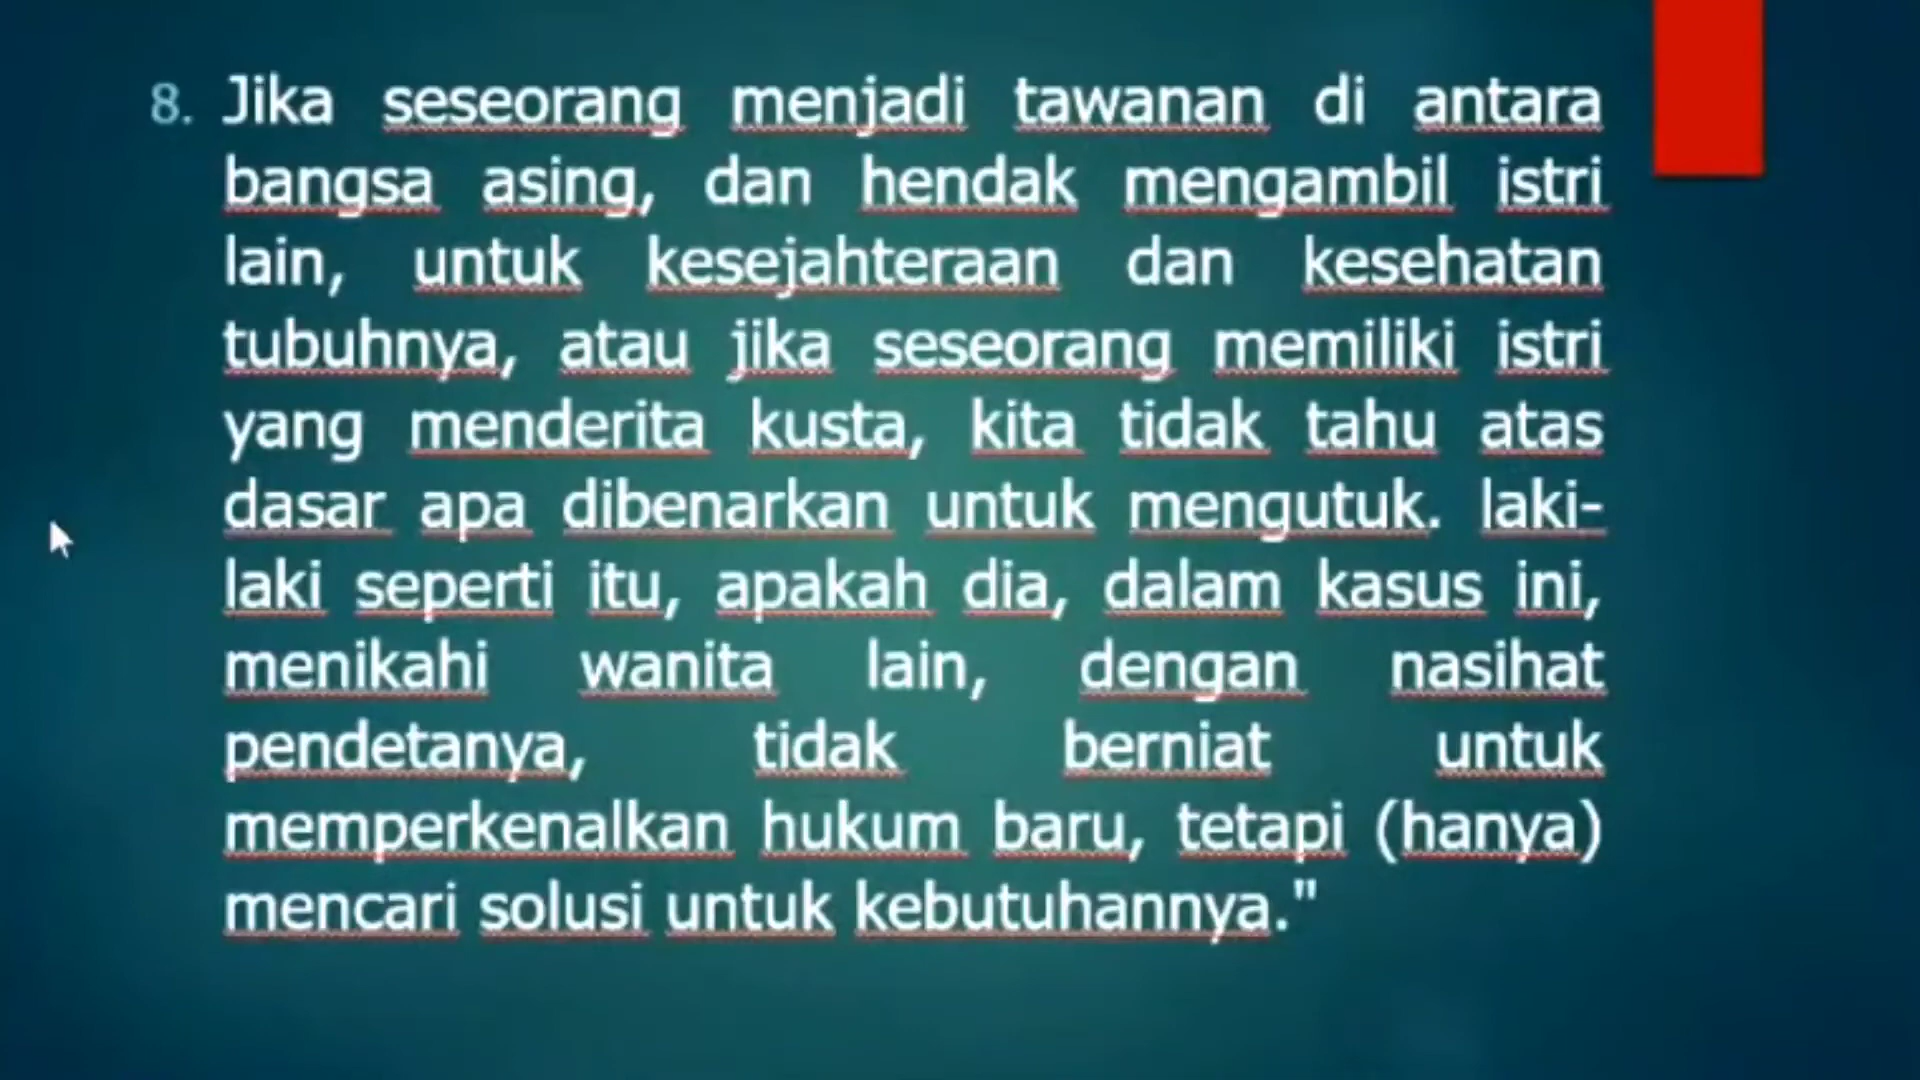 8. Jika seseorang menjadi tawanan di antara
bangsa asing, dan hendak mengambil istri
lain, untuk kesejahteraan dan kesehatan
tubuhnya, atau jika seseorang memiliki istri
yang menderita kusta, kita tidak tahu atas
dasar apa dibenarkan untuk mengutuk. laki-
laki seperti itu, apakah dia, dalam kasus ini,
menikahi wanita lain, dengan nasihat
pendetanya, tidak berniat untuk
memperkenalkan hukum baru, tetapi (hanya)
mencari solusi untuk kebutuhannya."